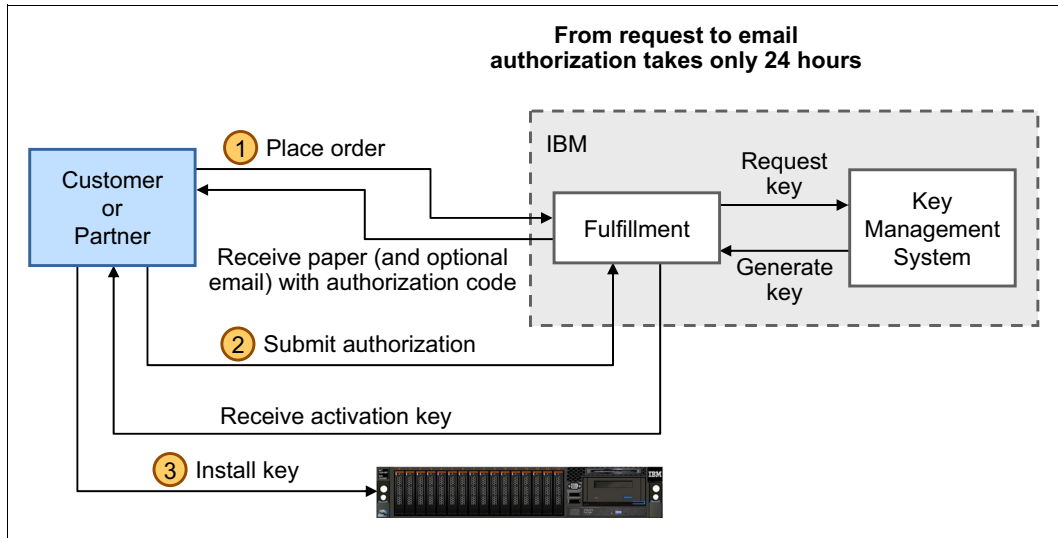 From request to email
authorization takes only 24 hours
1 Place order
IBM
Customer
or
Partner
Request
key
Fulfillment
Key
Management
System
Receive paper (and optional
email) with authorization code
Generate
key
2 Submit authorization
Receive activation key
3 Install key
IBM